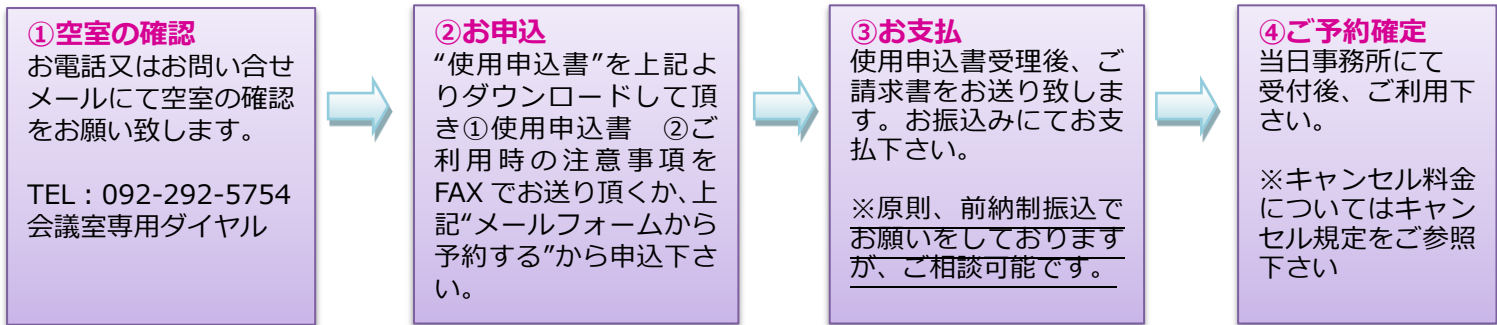 ①空室の確認
お電話又はお問い合せ
メールにて空室の確認
をお願い致します。
TEL：092-292-5754
会議室専用ダイヤル
②お申込
“使用申込書”を上記よ
りダウンロードして頂
き①使用申込書　②ご
利用時の注意事項を
FAX でお送り頂くか、上
記“メールフォームから
予約する”から申込下さ
い。
③お支払
使用申込書受理後、ご
請求書をお送り致しま
す。お振込みにてお支
払下さい。
※原則、前納制振込で
お願いをしております
が、ご相談可能です。
④ご予約確定
当日事務所にて
受付後、ご利用下
さい。
※キャンセル料金
についてはキャン
セル規定をご参照
下さい